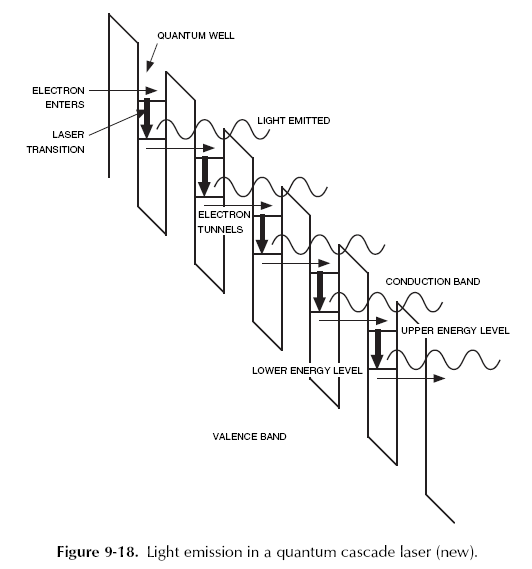 QUANTUM WELL
ELECTRON
ENTERS
LASER
TRANSITION
LIGHT EMITTED
ELECTRON
TUNNELS
CONDUCTION BAND
UPPER ENERGY LEVEL
LOWER ENERGY LEVEL
VALENCE BAND
Figure 9-18. Light emission in a quantum cascade laser (new).